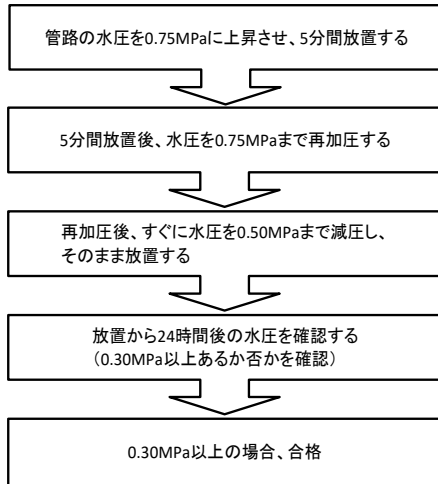 管路の水圧を0.75MPaに上昇させ、5分間放置する
5分間放置後、水圧を0.75MPaまで再加圧する
再加圧後、すぐに水圧を0.50MPaまで減圧し、
そのまま放置する
放置から24時間後の水圧を確認する
（0.30MPa以上あるか否かを確認）
0.30MPa以上の場合、合格